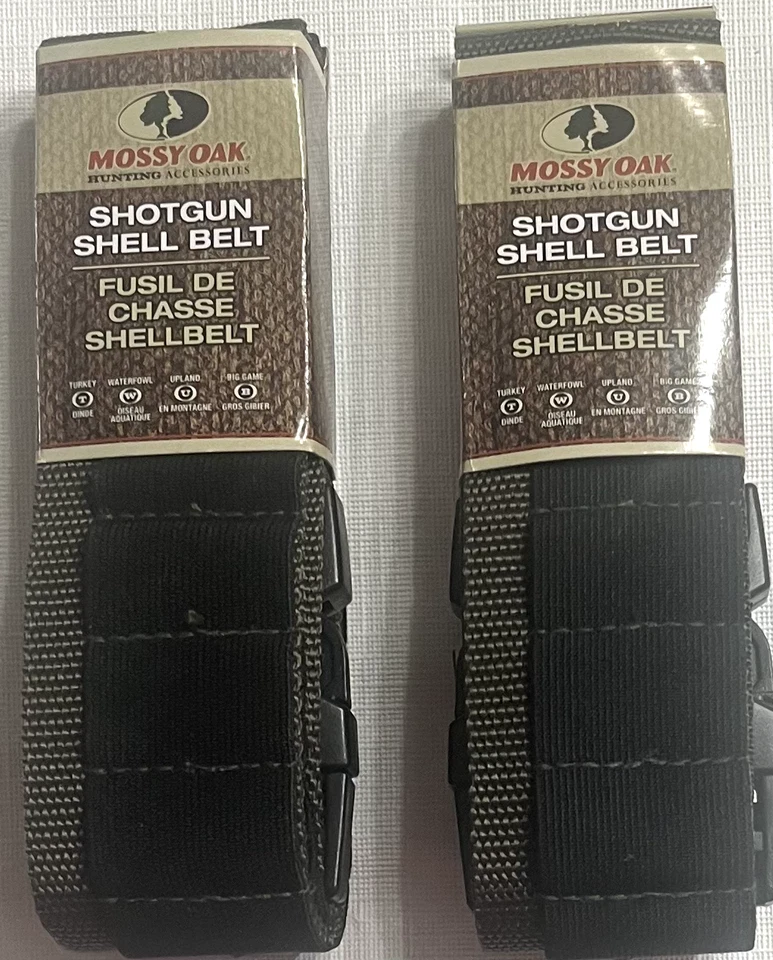 MOSSY OAK
HUNTING ACCESSORIES
SHOTGUN
SHELL BELT
FUSIL DE
CHASSE
SHELLBELT
TURKEY
T
DINDE
WATERFOWL
W
OISEAU
AQUATIQUE
UPLAND
U
EN MONTAGNE
BIG GAME
B
GROS GIBIER
MOSSY OAK
HUNTING ACCESSORIES
SHOTGUN
SHELL BELT
FUSIL DE
CHASSE
SHELLBELT
TURKEY
T
DINDE
WATERFOWL
W
OISEAU
AQUATIQUE
UPLAND
U
EN MONTAGNE
BIG GAME
B
GROS GIBIER